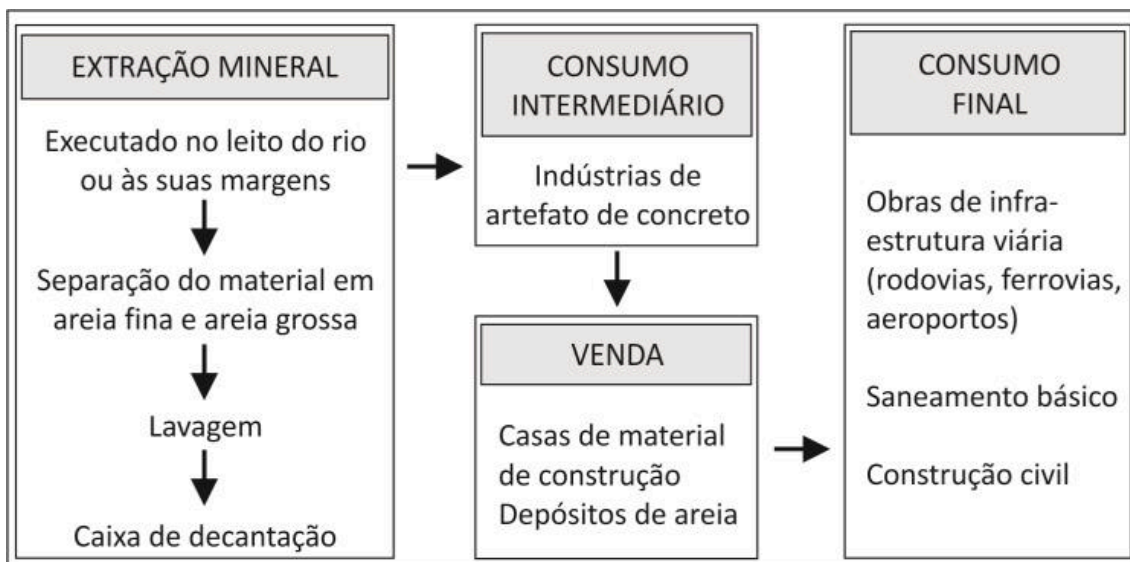 EXTRAÇÃO MINERAL
Executado no leito do rio
ou às suas margens
Separação do material em
areia fina e areia grossa
Lavagem
Caixa de decantação
CONSUMO
INTERMEDIÁRIO
Indústrias de
artefato de concreto
VENDA
Casas de material
de construção
Depósitos de areia
CONSUMO
FINAL
Obras de infra-
estrutura viária
(rodovias, ferrovias,
aeroportos)
Saneamento básico
Construção civil